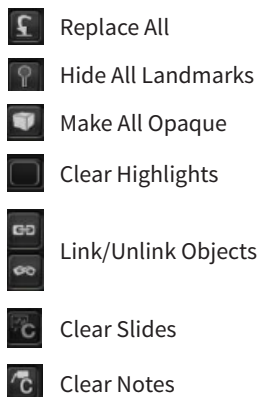 Replace All
Hide All Landmarks
Make All Opaque
Clear Highlights
Link/Unlink Objects
C Clear Slides
C Clear Notes